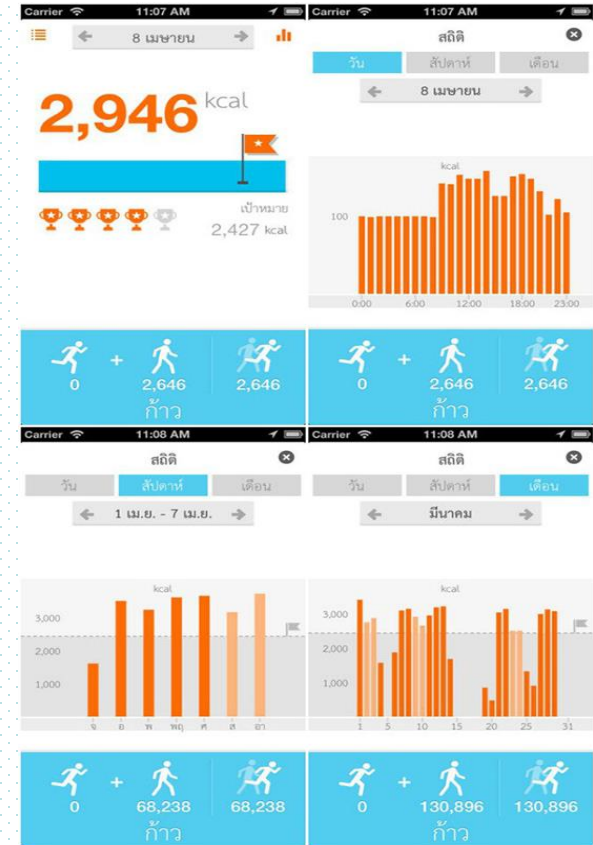 Carrier 11:07 AM
8 เมษายน
2,946 kcal
เป้าหมาย
2,427 kcal
0 + 2,646 2,646
ก้าว
Carrier 11:07 AM
สถิติ
วัน สัปดาห์ เดือน
8 เมษายน
kcal
100
0:00 6:00 12:00 18:00 23:00
0 + 2,646 2,646
ก้าว
Carrier 11:08 AM
สถิติ
วัน สัปดาห์ เดือน
1 เม.ย. - 7 เม.ย.
kcal
3,000
2,000
1,000
จ อ พ พฤ ศ ส อา
0 + 68,238 68,238
ก้าว
Carrier 11:08 AM
สถิติ
วัน สัปดาห์ เดือน
มีนาคม
kcal
3,000
2,000
1,000
1 5 10 15 20 25 31
0 + 130,896 130,896
ก้าว